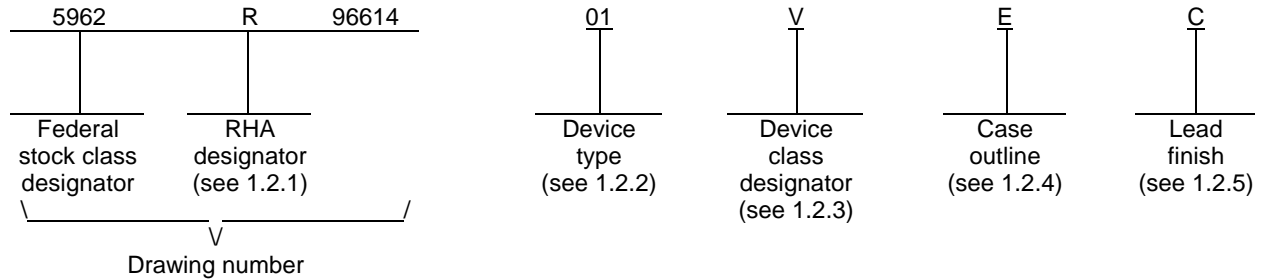 5962 R 96614 01 V E C
Federal stock class designator
RHA designator (see 1.2.1)
Device type (see 1.2.2)
Device class designator (see 1.2.3)
Case outline (see 1.2.4)
Lead finish (see 1.2.5)
Drawing number